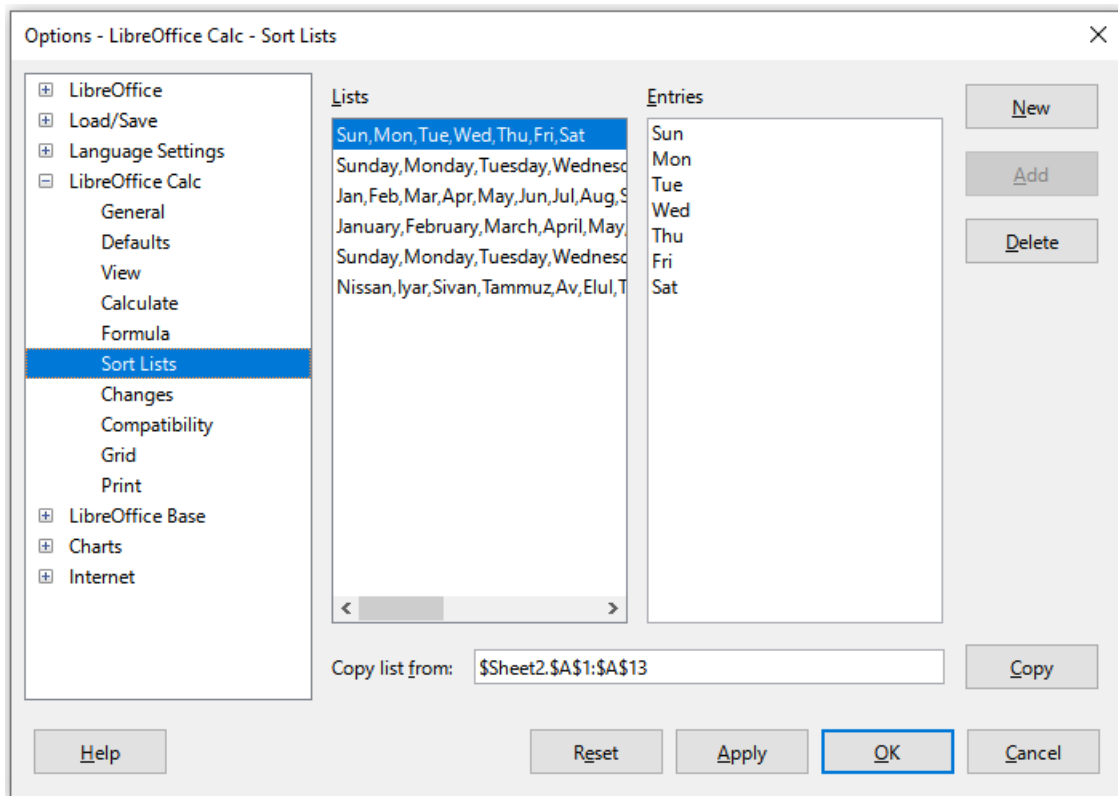 Options - LibreOffice Calc - Sort Lists
LibreOffice
Load/Save
Language Settings
LibreOffice Calc
General
Defaults
View
Calculate
Formula
Sort Lists
Changes
Compatibility
Grid
Print
LibreOffice Base
Charts
Internet
Lists
Sun,Mon,Tue,Wed,Thu,Fri,Sat
Sunday,Monday,Tuesday,Wednesd
Jan,Feb,Mar,Apr,May,Jun,Jul,Aug,S
January,February,March,April,May,
Sunday,Monday,Tuesday,Wednesd
Nissan,Iyar,Sivan,Tammuz,Av,Elul,T
Entries
Sun
Mon
Tue
Wed
Thu
Fri
Sat
New
Add
Delete
Copy list from: $Sheet2.$A$1:$A$13
Copy
Help
Reset
Apply
OK
Cancel